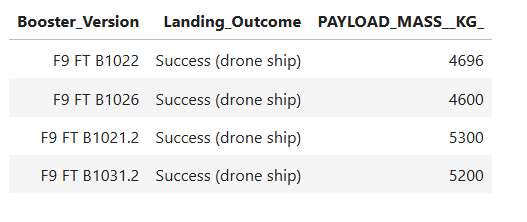 Booster_Version Landing_Outcome PAYLOAD_MASS__KG_
F9 FT B1022 Success (drone ship) 4696
F9 FT B1026 Success (drone ship) 4600
F9 FT B1021.2 Success (drone ship) 5300
F9 FT B1031.2 Success (drone ship) 5200